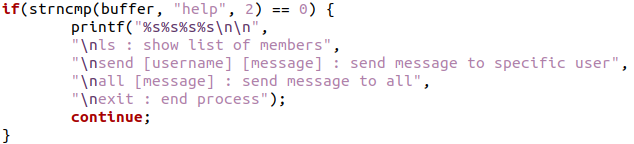 if(strncmp(buffer, "help", 2) == 0) {
        printf("%s%s%s%s\n\n",
        "\nls : show list of members",
        "\nsend [username] [message] : send message to specific user",
        "\nall [message] : send message to all",
        "\nexit : end process");
        continue;
}